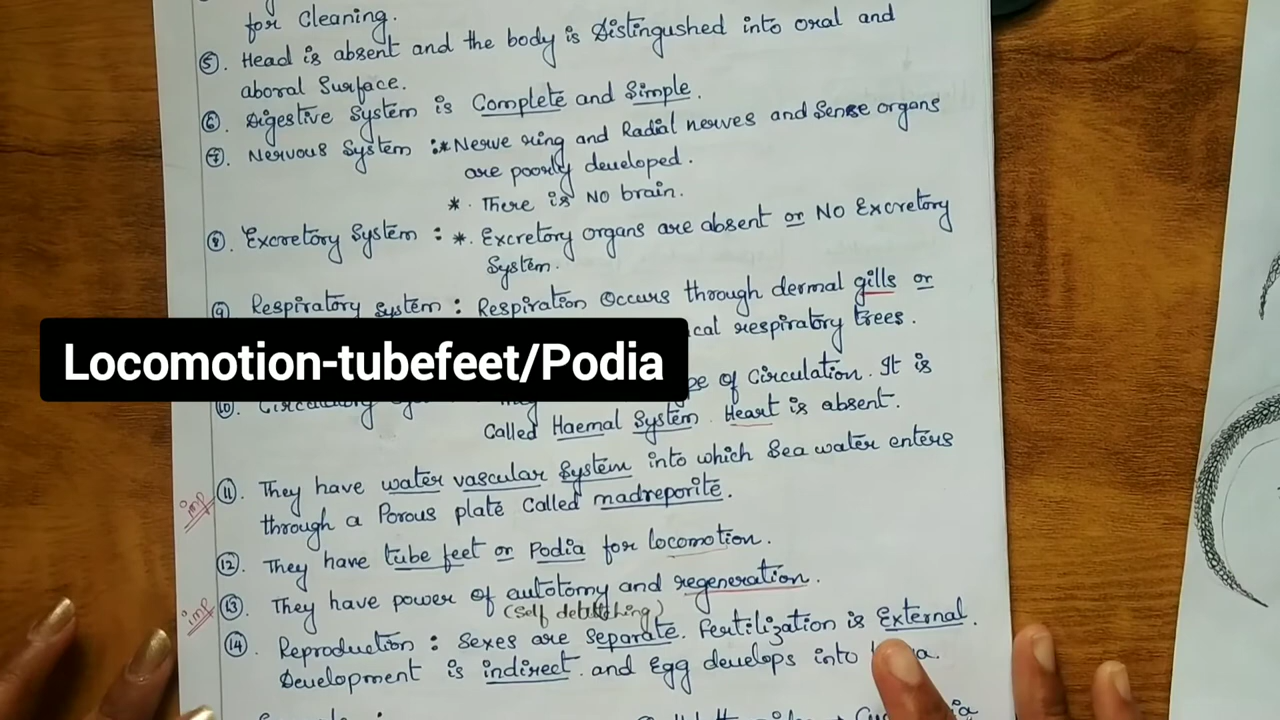 for Cleaning.
5. Head is absent and the body is Distingushed into oral and
aboral Surface.
6. Digestive System is Complete and Simple.
7. Nervous System : * Nerve ring and Radial nerves and Sense organs
are poorly developed.
*. There is NO brain.
8. Excretory System : *. Excretory organs are absent or NO Excretory
System.
9. Respiratory system : Respiration Occurs through dermal gills or
respiratory trees.
Locomotion-tubefeet/Podia
10. of Circulation. It is
Called Haemal System. Heart is absent.
imp 11. They have water vascular System into which Sea water enters
through a Porous plate Called madreporite.
12. They have tube feet or Podia for locomotion.
imp 13. They have power of autotomy and regeneration.
(Self detatching)
14. Reproduction : Sexes are Separate. Fertilization is External.
Development is indirect and Egg develops into